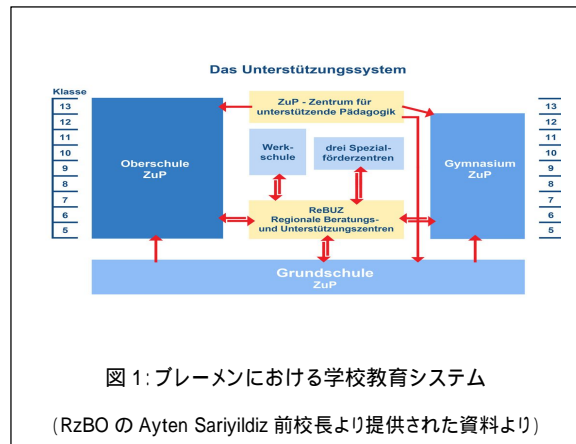 Das Unterstützungssystem
Klasse
13
12
11
10
9
8
7
6
5
Oberschule
ZuP
ZuP - Zentrum für
unterstützende Pädagogik
Werk-
schule
drei Spezial-
förderzentren
ReBUZ
Regionale Beratungs-
und Unterstützungszentren
Gymnasium
ZuP
13
12
11
10
9
8
7
6
5
Grundschule
ZuP
図 1: ブレーメンにおける学校教育システム
(RzBO の Ayten Sariyildiz 前校長より提供された資料より)